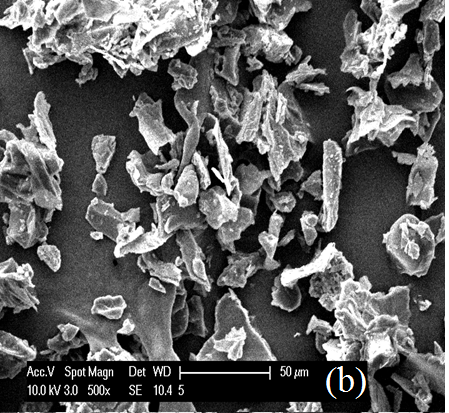 Acc.V Spot Magn Det WD 50 µm (b)
10.0 kV 3.0 500x SE 10.4 5